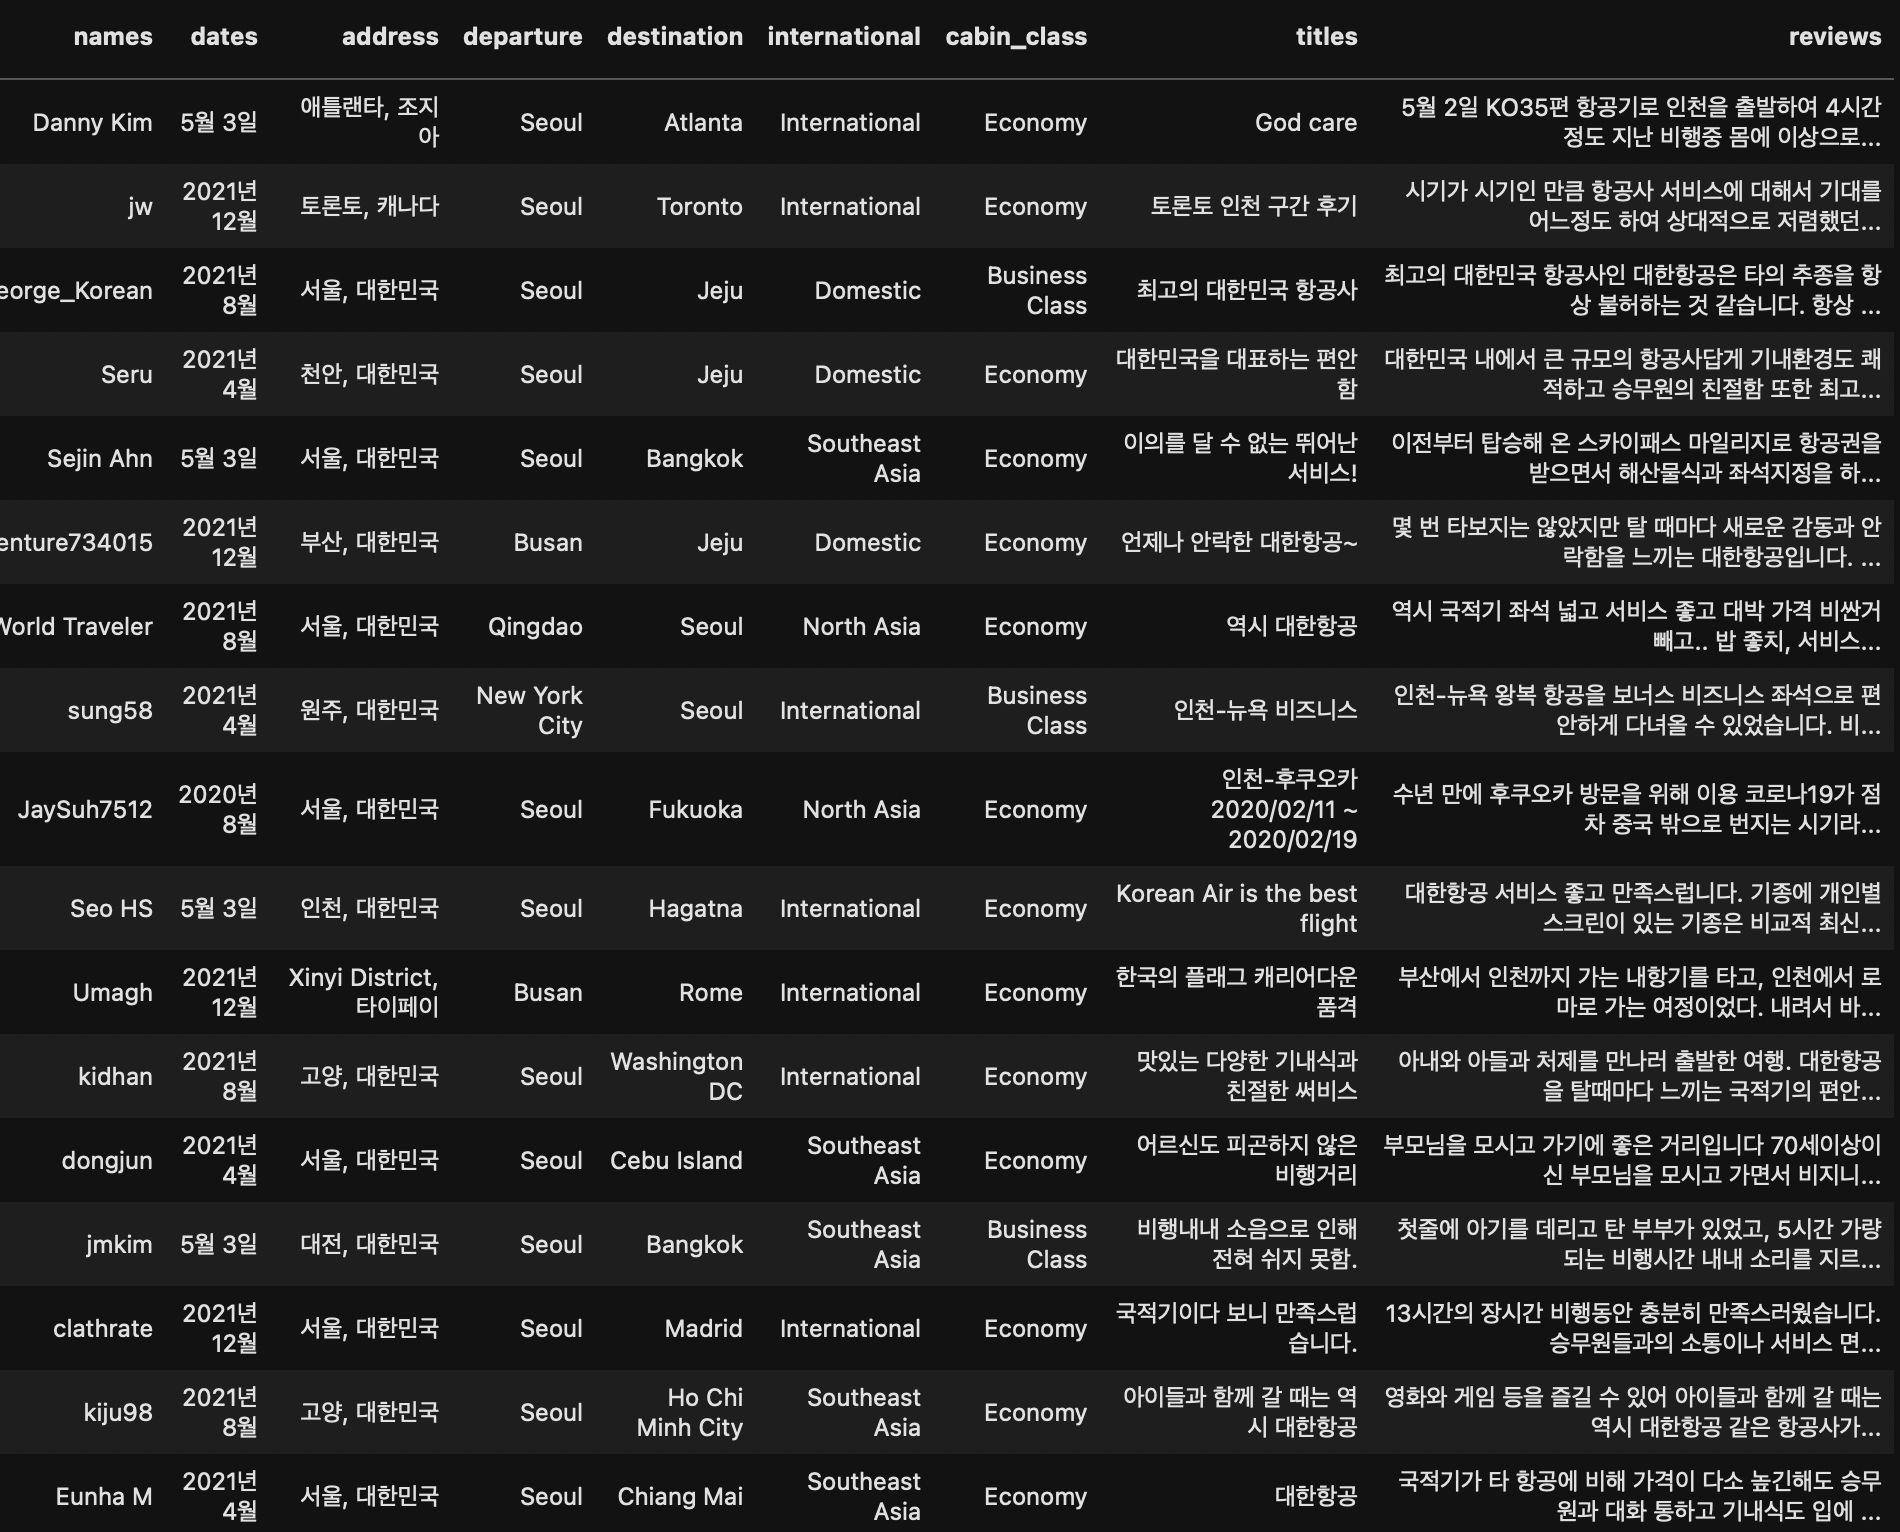 names dates address departure destination international cabin_class titles reviews
Danny Kim 5월 3일 애틀랜타, 조지아 Seoul Atlanta International Economy God care 5월 2일 KO35편 항공기로 인천을 출발하여 4시간 정도 지난 비행중 몸에 이상으로...
jw 2021년 12월 토론토, 캐나다 Seoul Toronto International Economy 토론토 인천 구간 후기 시기가 시기인 만큼 항공사 서비스에 대해서 기대를 어느정도 하여 상대적으로 저렴했던...
eorge_Korean 2021년 8월 서울, 대한민국 Seoul Jeju Domestic Business Class 최고의 대한민국 항공사 최고의 대한민국 항공사인 대한항공은 타의 추종을 항상 불허하는 것 같습니다. 항상 ...
Seru 2021년 4월 천안, 대한민국 Seoul Jeju Domestic Economy 대한민국을 대표하는 편안함 대한민국 내에서 큰 규모의 항공사답게 기내환경도 쾌적하고 승무원의 친절함 또한 최고...
Sejin Ahn 5월 3일 서울, 대한민국 Seoul Bangkok Southeast Asia Economy 이의를 달 수 없는 뛰어난 서비스! 이전부터 탑승해 온 스카이패스 마일리지로 항공권을 받으면서 해산물식과 좌석지정을 하...
enture734015 2021년 12월 부산, 대한민국 Busan Jeju Domestic Economy 언제나 안락한 대한항공~ 몇 번 타보지는 않았지만 탈 때마다 새로운 감동과 안락함을 느끼는 대한항공입니다. ...
World Traveler 2021년 8월 서울, 대한민국 Qingdao Seoul North Asia Economy 역시 대한항공 역시 국적기 좌석 넓고 서비스 좋고 대박 가격 비싼거 빼고.. 밥 좋치, 서비스...
sung58 2021년 4월 원주, 대한민국 New York City Seoul International Business Class 인천-뉴욕 비즈니스 인천-뉴욕 왕복 항공을 보너스 비즈니스 좌석으로 편안하게 다녀올 수 있었습니다. 비...
JaySuh7512 2020년 8월 서울, 대한민국 Seoul Fukuoka North Asia Economy 인천-후쿠오카 2020/02/11 ~ 2020/02/19 수년 만에 후쿠오카 방문을 위해 이용 코로나19가 점차 중국 밖으로 번지는 시기라...
Seo HS 5월 3일 인천, 대한민국 Seoul Hagatna International Economy Korean Air is the best flight 대한항공 서비스 좋고 만족스럽니다. 기종에 개인별 스크린이 있는 기종은 비교적 최신...
Umagh 2021년 12월 Xinyi District, 타이페이 Busan Rome International Economy 한국의 플래그 캐리어다운 품격 부산에서 인천까지 가는 내항기를 타고, 인천에서 로마로 가는 여정이었다. 내려서 바...
kidhan 2021년 8월 고양, 대한민국 Seoul Washington DC International Economy 맛있는 다양한 기내식과 친절한 써비스 아내와 아들과 처제를 만나러 출발한 여행. 대한향공을 탈때마다 느끼는 국적기의 편안...
dongjun 2021년 4월 서울, 대한민국 Seoul Cebu Island Southeast Asia Economy 어르신도 피곤하지 않은 비행거리 부모님을 모시고 가기에 좋은 거리입니다 70세이상이신 부모님을 모시고 가면서 비지니...
jmkim 5월 3일 대전, 대한민국 Seoul Bangkok Southeast Asia Business Class 비행내내 소음으로 인해 전혀 쉬지 못함. 첫줄에 아기를 데리고 탄 부부가 있었고, 5시간 가량 되는 비행시간 내내 소리를 지르...
clathrate 2021년 12월 서울, 대한민국 Seoul Madrid International Economy 국적기이다 보니 만족스럽습니다. 13시간의 장시간 비행동안 충분히 만족스러웠습니다. 승무원들과의 소통이나 서비스 면...
kiju98 2021년 8월 고양, 대한민국 Seoul Ho Chi Minh City Southeast Asia Economy 아이들과 함께 갈 때는 역시 대한항공 영화와 게임 등을 즐길 수 있어 아이들과 함께 갈 때는 역시 대한항공 같은 항공사가...
Eunha M 2021년 4월 서울, 대한민국 Seoul Chiang Mai Southeast Asia Economy 대한항공 국적기가 타 항공에 비해 가격이 다소 높긴해도 승무원과 대화 통하고 기내식도 입에 ...